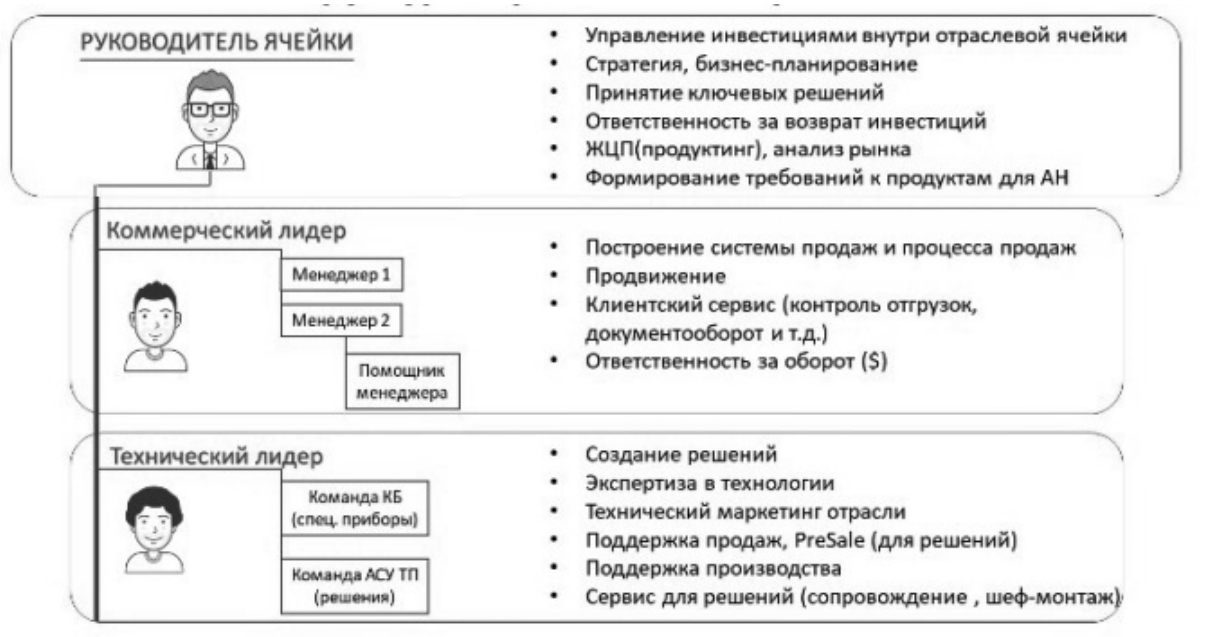 РУКОВОДИТЕЛЬ ЯЧЕЙКИ
• Управление инвестициями внутри отраслевой ячейки
• Стратегия, бизнес-планирование
• Принятие ключевых решений
• Ответственность за возврат инвестиций
• ЖЦП(продуктинг), анализ рынка
• Формирование требований к продуктам для АН
Коммерческий лидер
Менеджер 1
Менеджер 2
Помощник
менеджера
• Построение системы продаж и процесса продаж
• Продвижение
• Клиентский сервис (контроль отгрузок,
документооборот и т.д.)
• Ответственность за оборот ($)
Технический лидер
Команда КБ
(спец. приборы)
Команда АСУ ТП
(решения)
• Создание решений
• Экспертиза в технологии
• Технический маркетинг отрасли
• Поддержка продаж, PreSale (для решений)
• Поддержка производства
• Сервис для решений (сопровождение , шеф-монтаж)